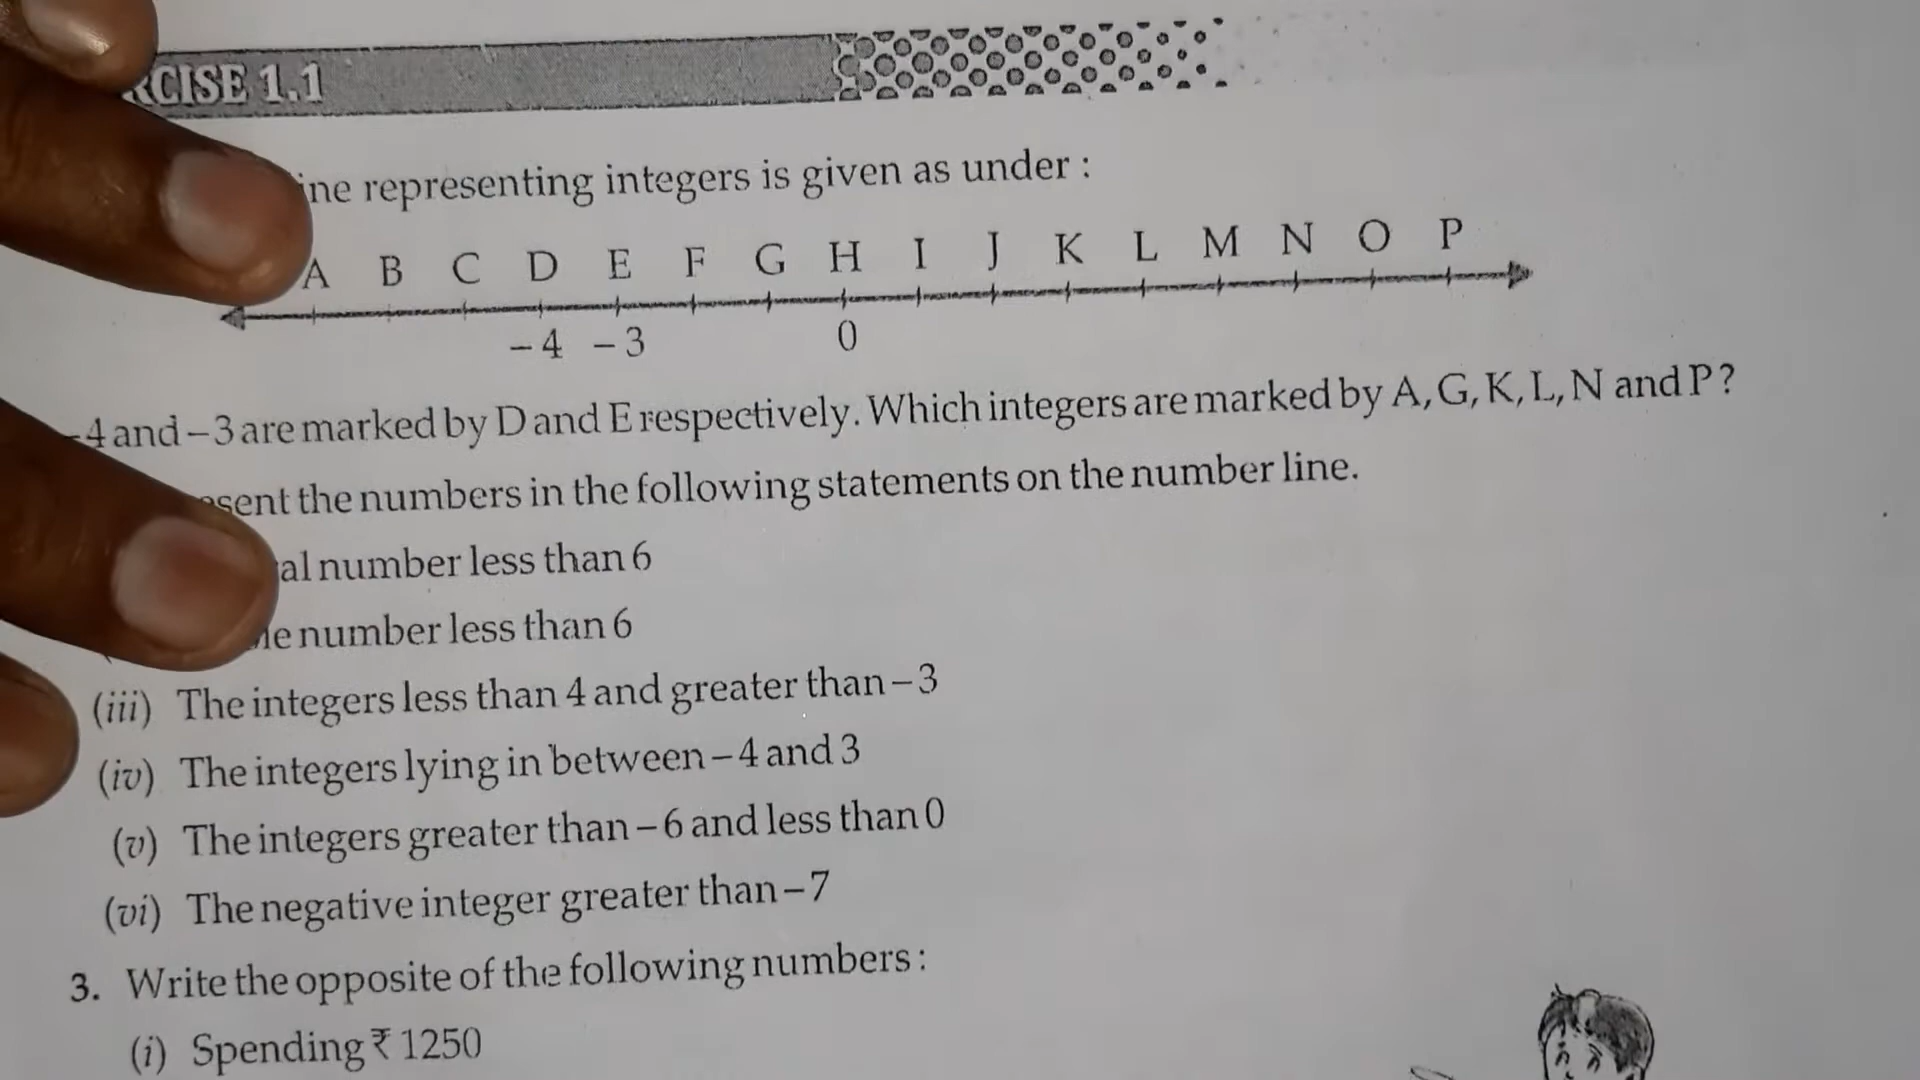 RCISE 1.1
ine representing integers is given as under :
A B C D E F G H I J K L M N O P
– 4 – 3 0
–4 and – 3 are marked by D and E respectively. Which integers are marked by A, G, K, L, N and P?
sent the numbers in the following statements on the number line.
al number less than 6
le number less than 6
(iii) The integers less than 4 and greater than – 3
(iv) The integers lying in between – 4 and 3
(v) The integers greater than – 6 and less than 0
(vi) The negative integer greater than – 7
3. Write the opposite of the following numbers :
(i) Spending ₹ 1250